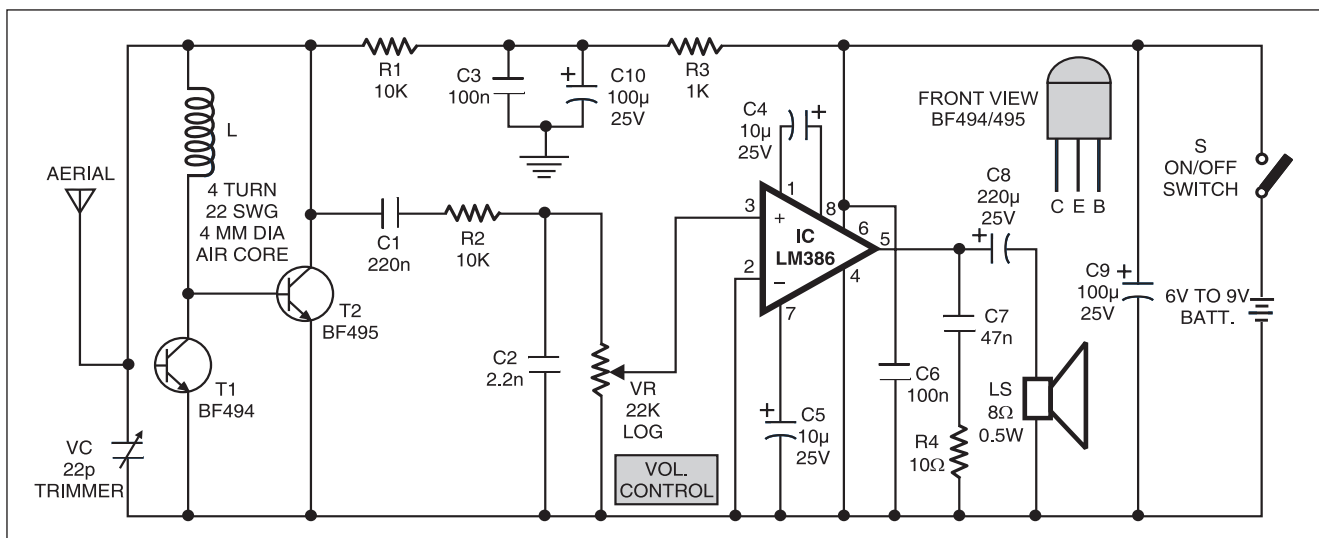 AERIAL
L
4 TURN
22 SWG
4 MM DIA
AIR CORE
T1
BF494
VC
22p
TRIMMER
T2
BF495
R1
10K
C3
100n
+
C10
100µ
25V
R3
1K
C1
220n
R2
10K
C2
2.2n
VR
22K
LOG
VOL.
CONTROL
C4
10µ
25V
+
1
8
3
+
IC
LM386
6
5
2
−
4
7
+
C5
10µ
25V
C6
100n
C8
220µ
25V
+
C7
47n
R4
10Ω
LS
8Ω
0.5W
FRONT VIEW
BF494/495
C E B
C9
100µ
25V
+
S
ON/OFF
SWITCH
6V TO 9V
BATT.